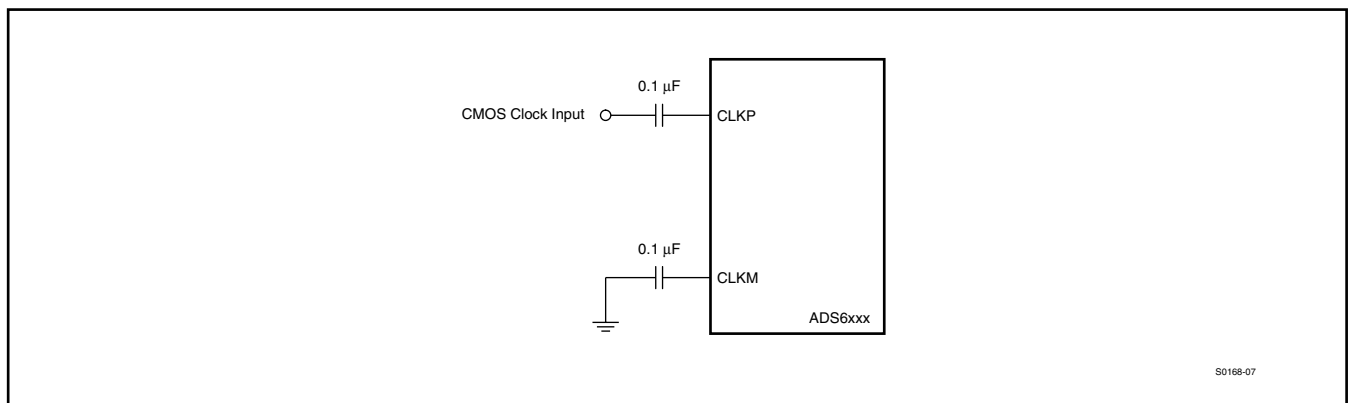 0.1 μF
CMOS Clock Input
CLKP
0.1 μF
CLKM
ADS6xxx
S0168-07